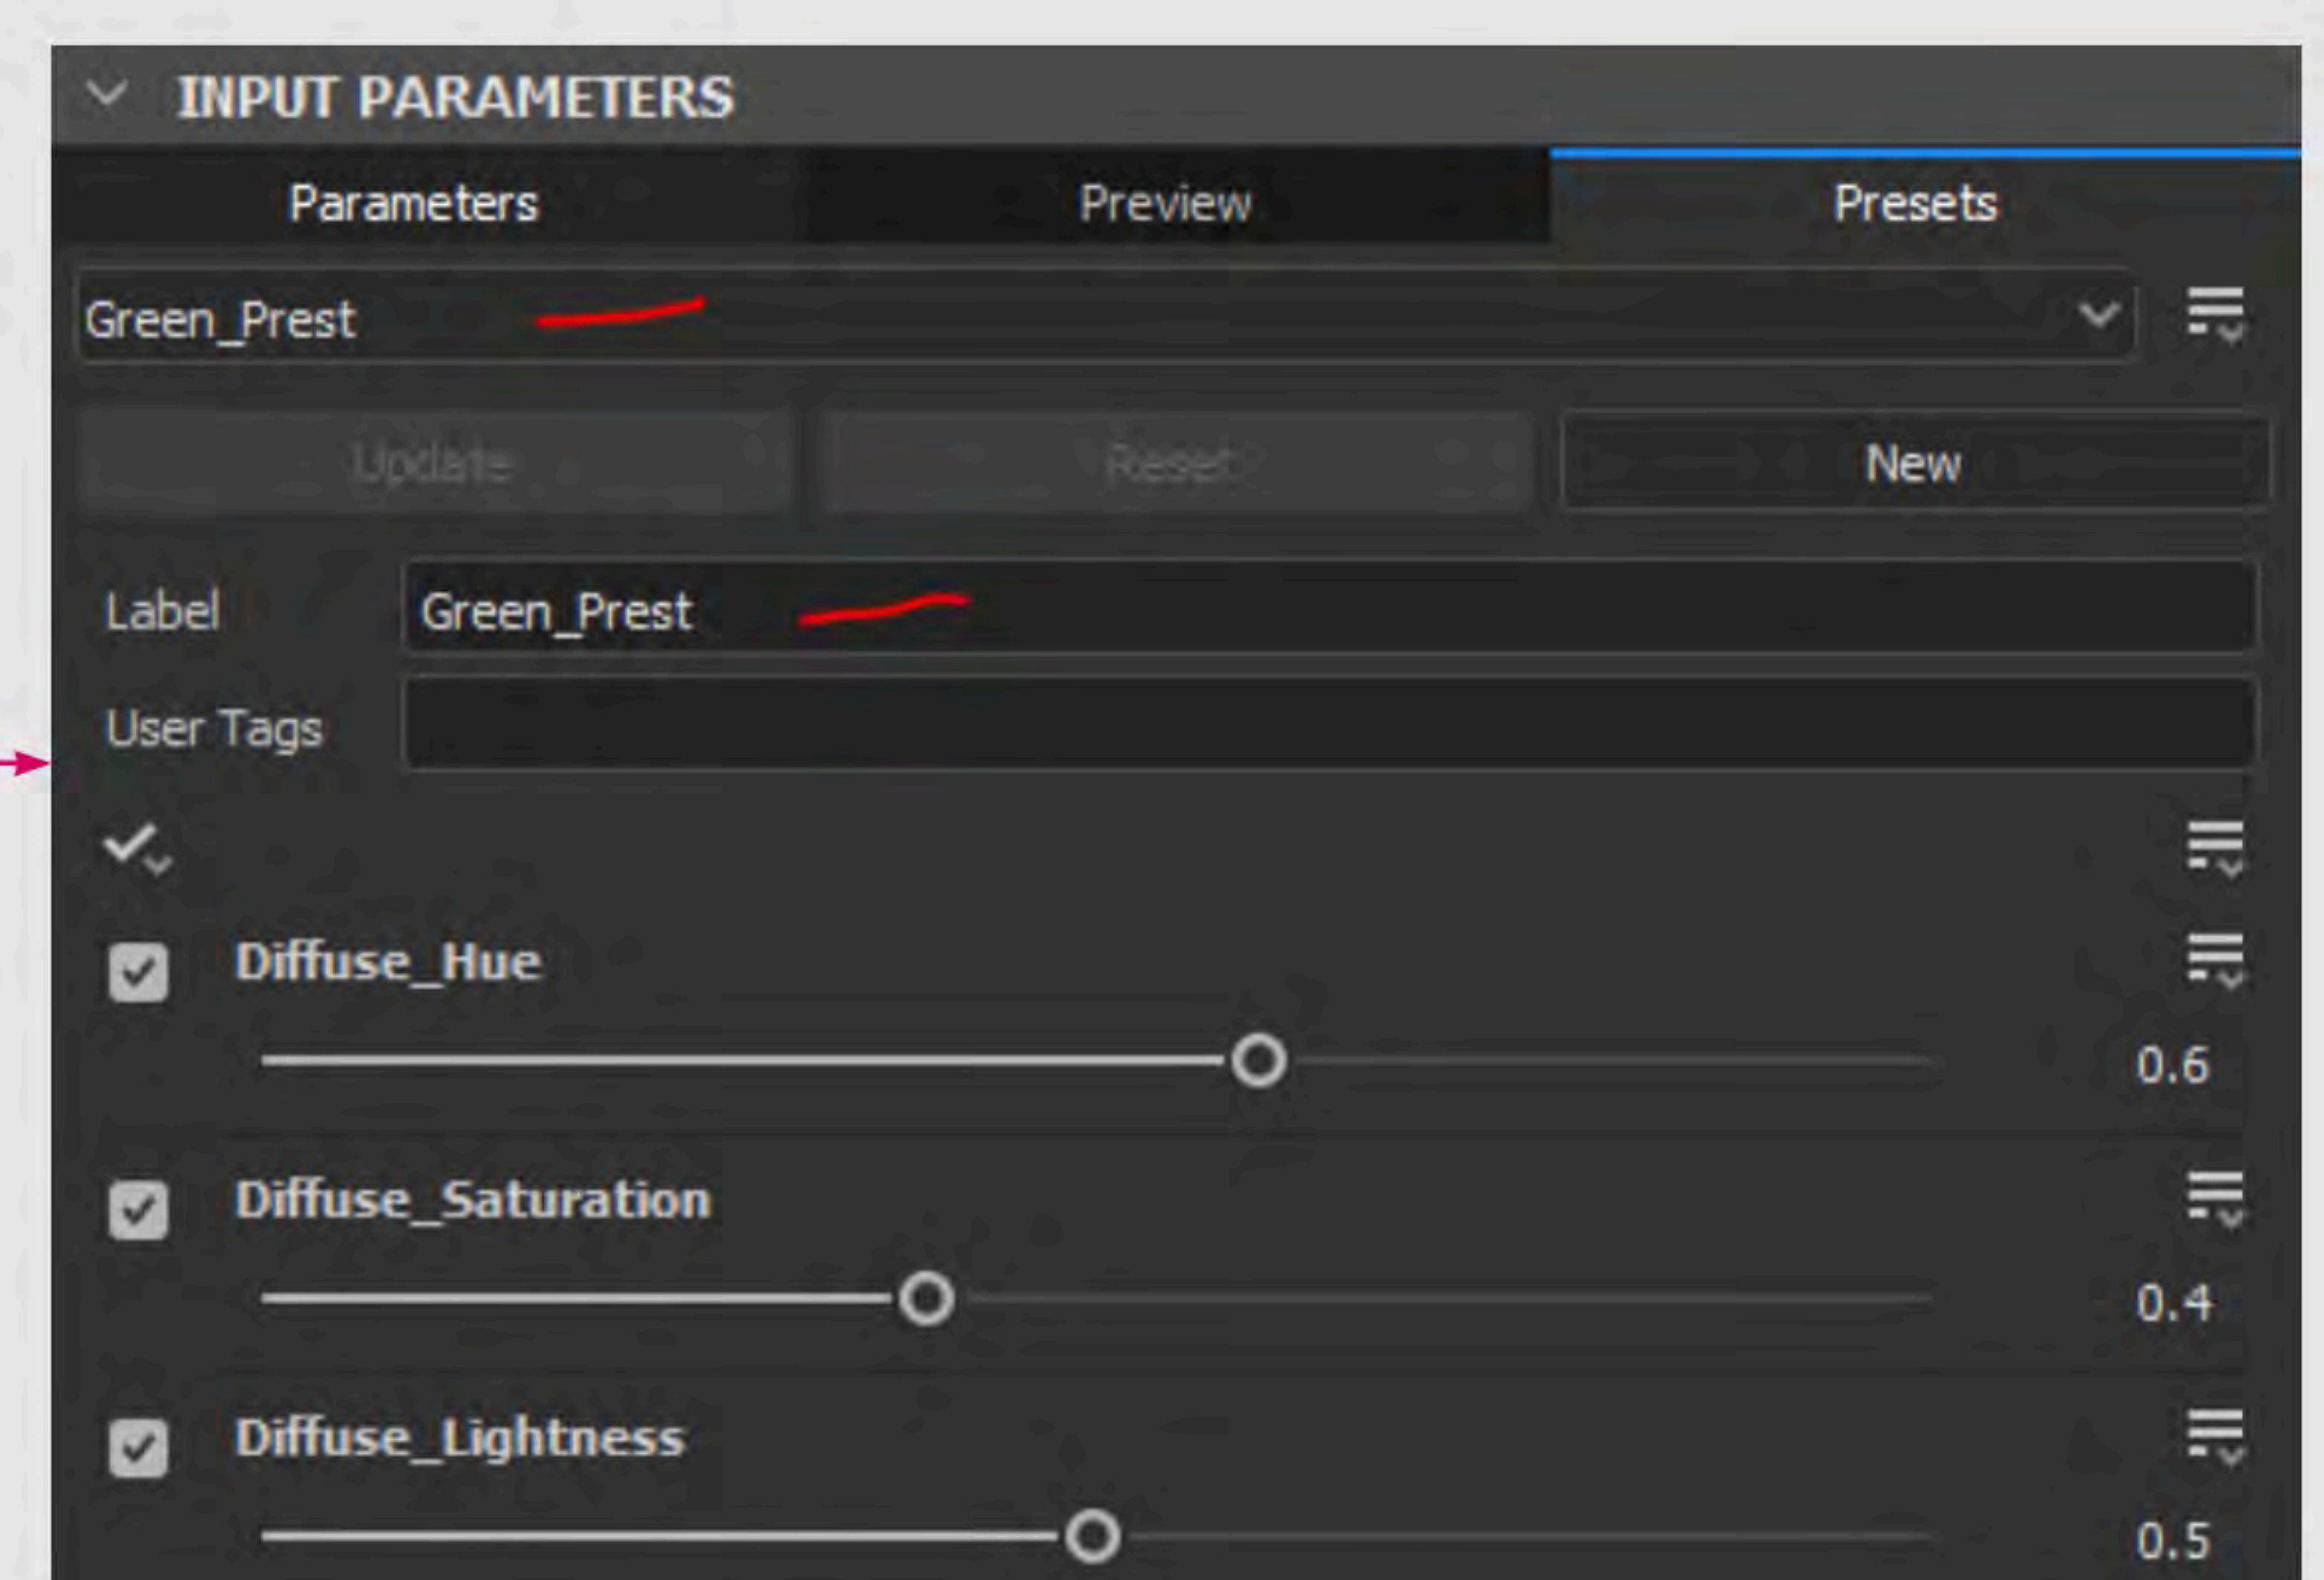 INPUT PARAMETERS
Parameters Preview Presets
Green_Prest
Update Reset New
Label Green_Prest
User Tags
Diffuse_Hue
0.6
Diffuse_Saturation
0.4
Diffuse_Lightness
0.5